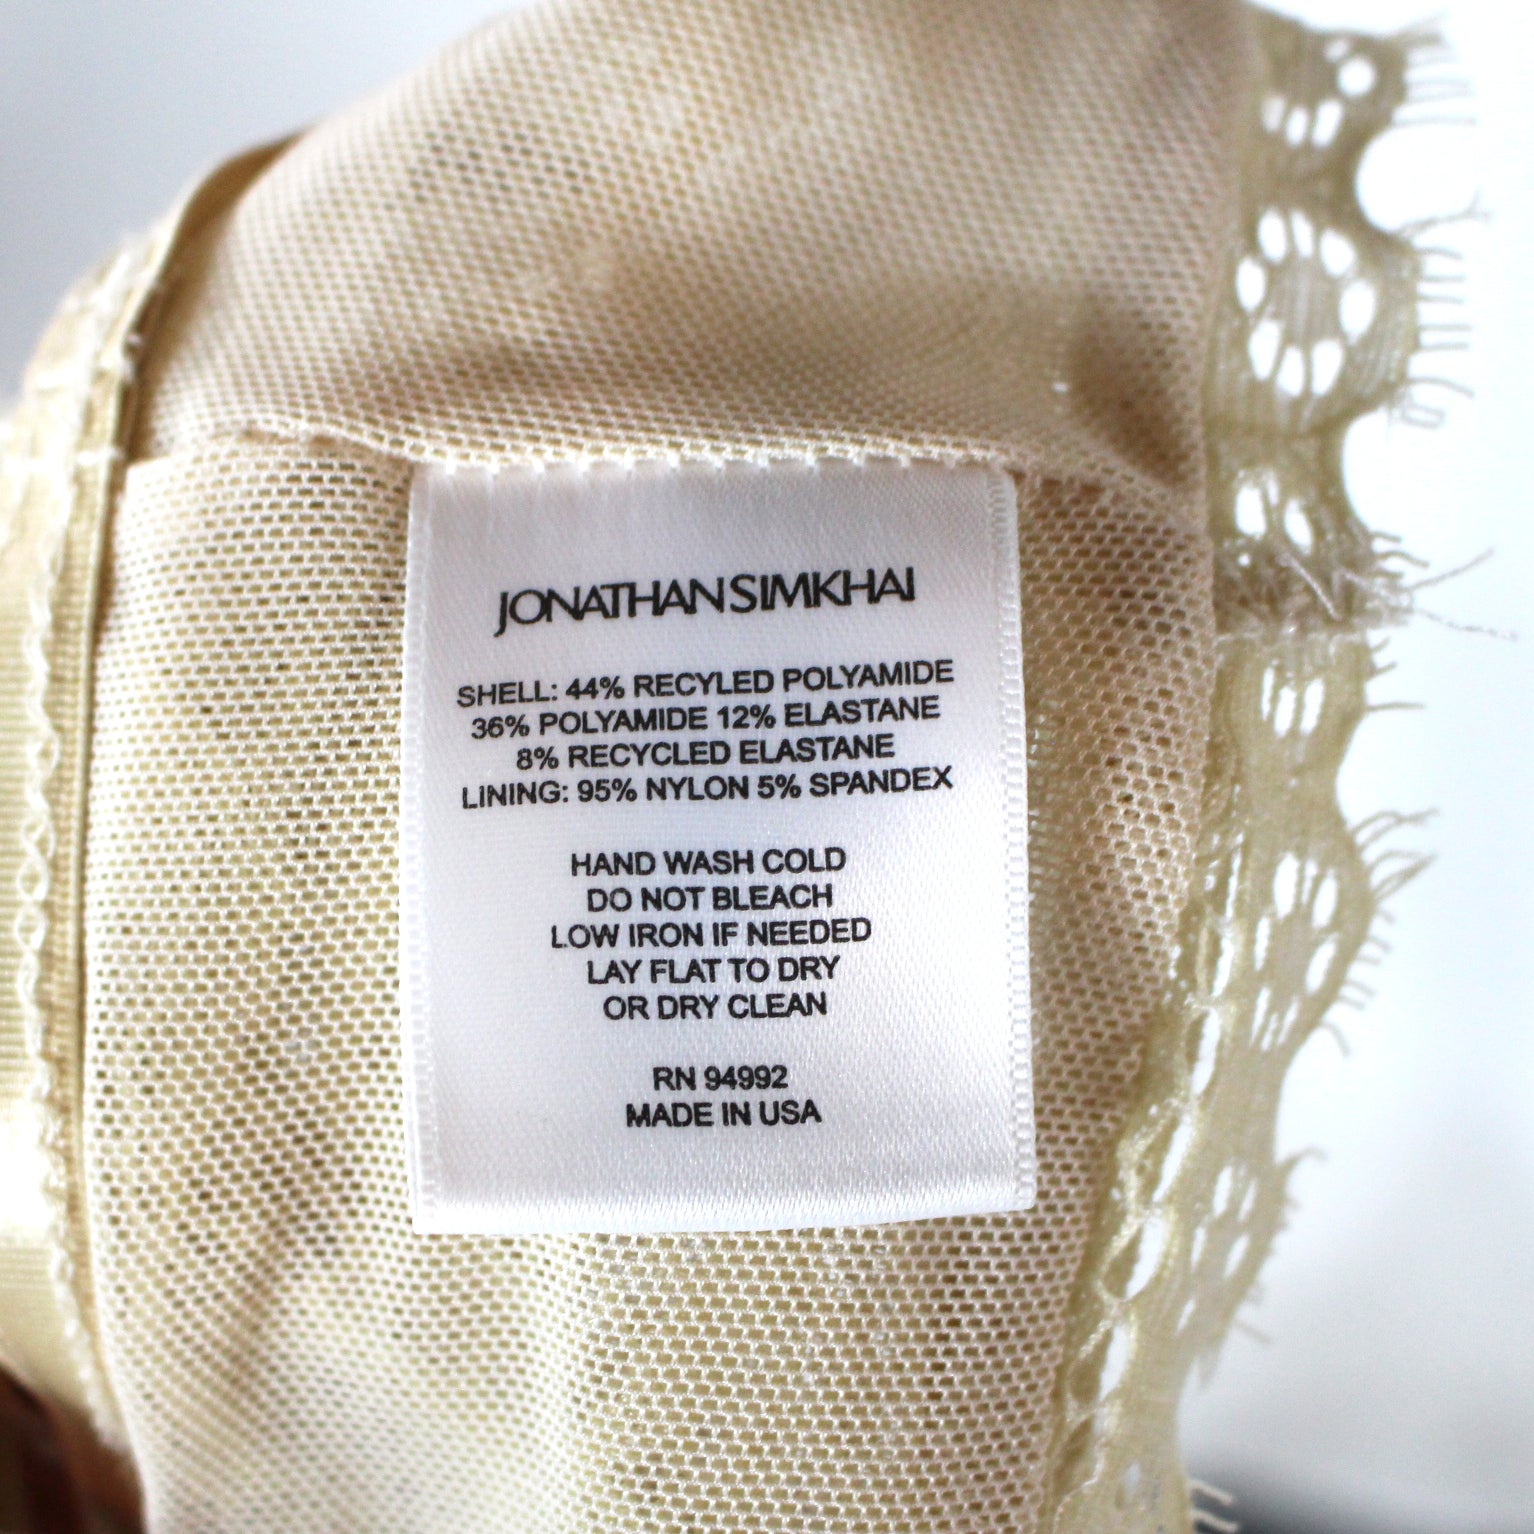 JONATHAN SIMKHAI
SHELL: 44% RECYLED POLYAMIDE
36% POLYAMIDE 12% ELASTANE
8% RECYCLED ELASTANE
LINING: 95% NYLON 5% SPANDEX
HAND WASH COLD
DO NOT BLEACH
LOW IRON IF NEEDED
LAY FLAT TO DRY
OR DRY CLEAN
RN 94992
MADE IN USA